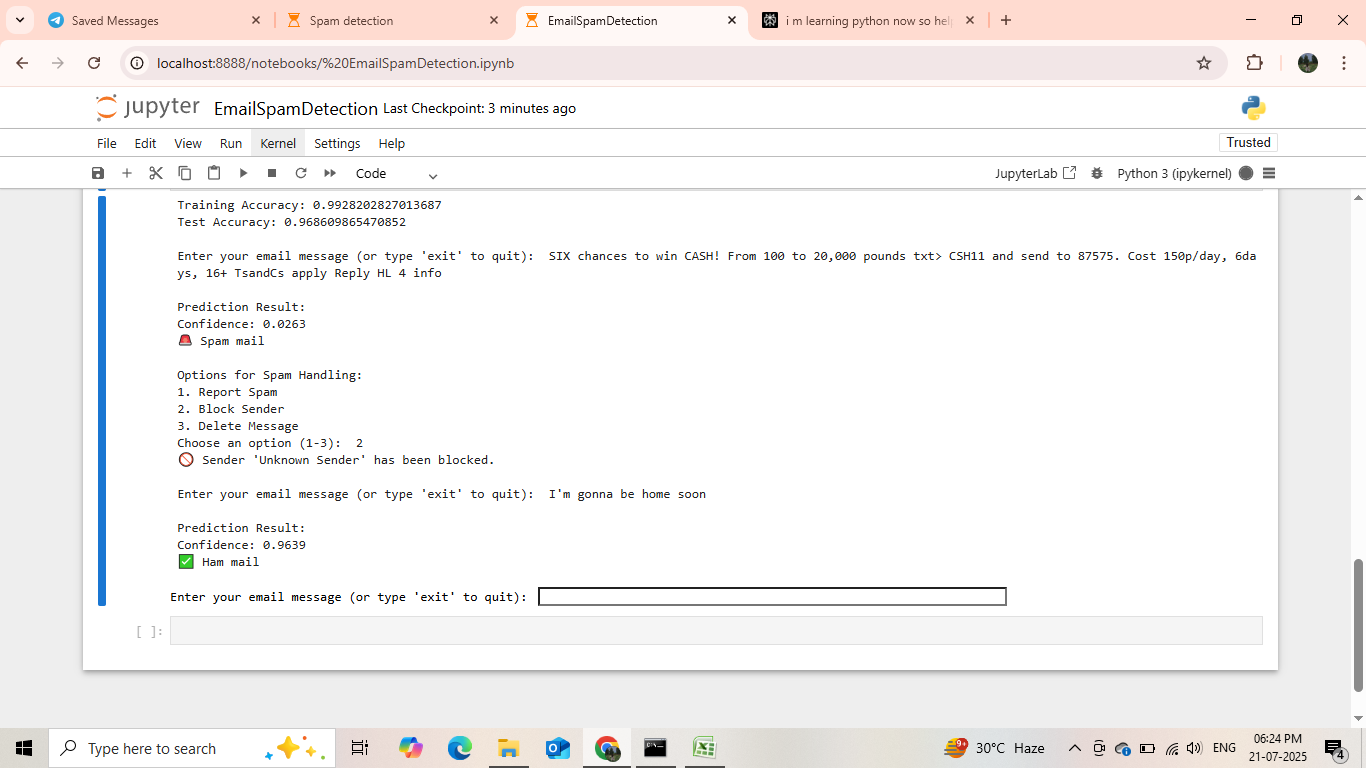 Saved Messages
Spam detection
EmailSpamDetection
i m learning python now so hel
localhost:8888/notebooks/%20EmailSpamDetection.ipynb
jupyter EmailSpamDetection Last Checkpoint: 3 minutes ago
File Edit View Run Kernel Settings Help Trusted
Code JupyterLab Python 3 (ipykernel)
Training Accuracy: 0.9928202827013687
Test Accuracy: 0.968609865470852
Enter your email message (or type 'exit' to quit): SIX chances to win CASH! From 100 to 20,000 pounds txt> CSH11 and send to 87575. Cost 150p/day, 6da
ys, 16+ TsandCs apply Reply HL 4 info
Prediction Result:
Confidence: 0.0263
🚨 Spam mail
Options for Spam Handling:
1. Report Spam
2. Block Sender
3. Delete Message
Choose an option (1-3): 2
🚫 Sender 'Unknown Sender' has been blocked.
Enter your email message (or type 'exit' to quit): I'm gonna be home soon
Prediction Result:
Confidence: 0.9639
✅ Ham mail
Enter your email message (or type 'exit' to quit):
[ ]:
Type here to search
9+
30°C Haze
ENG
06:24 PM
21-07-2025
4